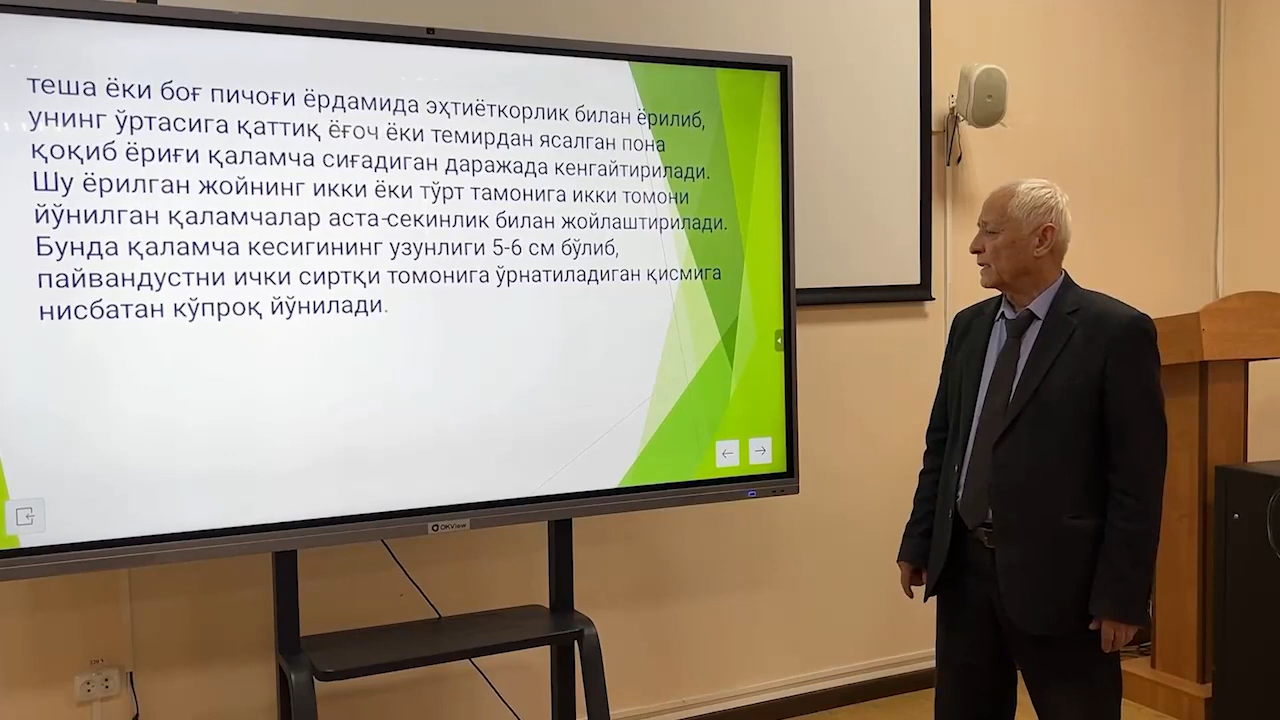 теша ёки боғ пичоғи ёрдамида эҳтиёткорлик билан ёрилиб,
унинг ўртасига қаттиқ ёғоч ёки темирдан ясалган пона
қоқиб ёриғи қаламча сиғадиган даражада кенгайтирилади.
Шу ёрилган жойнинг икки ёки тўрт тамонига икки томони
йўнилган қаламчалар аста-секинлик билан жойлаштирилади.
Бунда қаламча кесигининг узунлиги 5-6 см бўлиб,
пайвандустни ички сиртқи томонига ўрнатиладиган қисмига
нисбатан кўпроқ йўнилади.
OKView